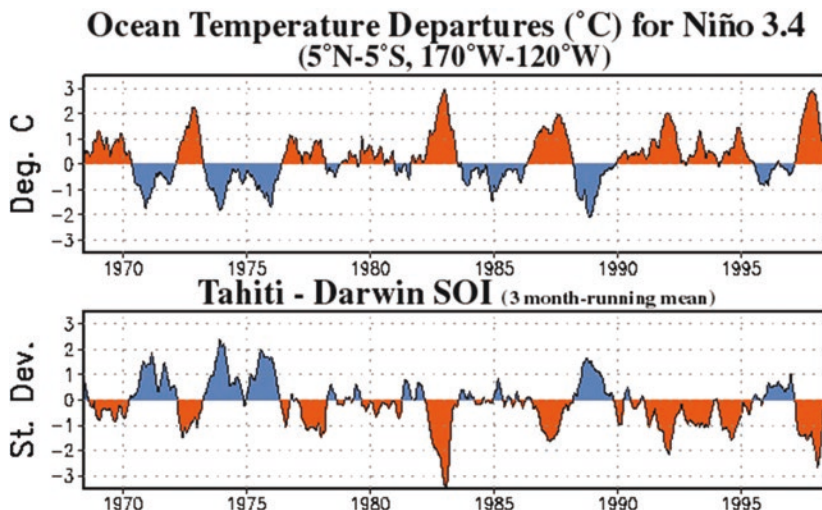 Ocean Temperature Departures (°C) for Niño 3.4
(5°N-5°S, 170°W-120°W)
Deg. C
3
2
1
0
-1
-2
-3
1970 1975 1980 1985 1990 1995
Tahiti - Darwin SOI (3 month-running mean)
St. Dev.
3
2
1
0
-1
-2
-3
1970 1975 1980 1985 1990 1995